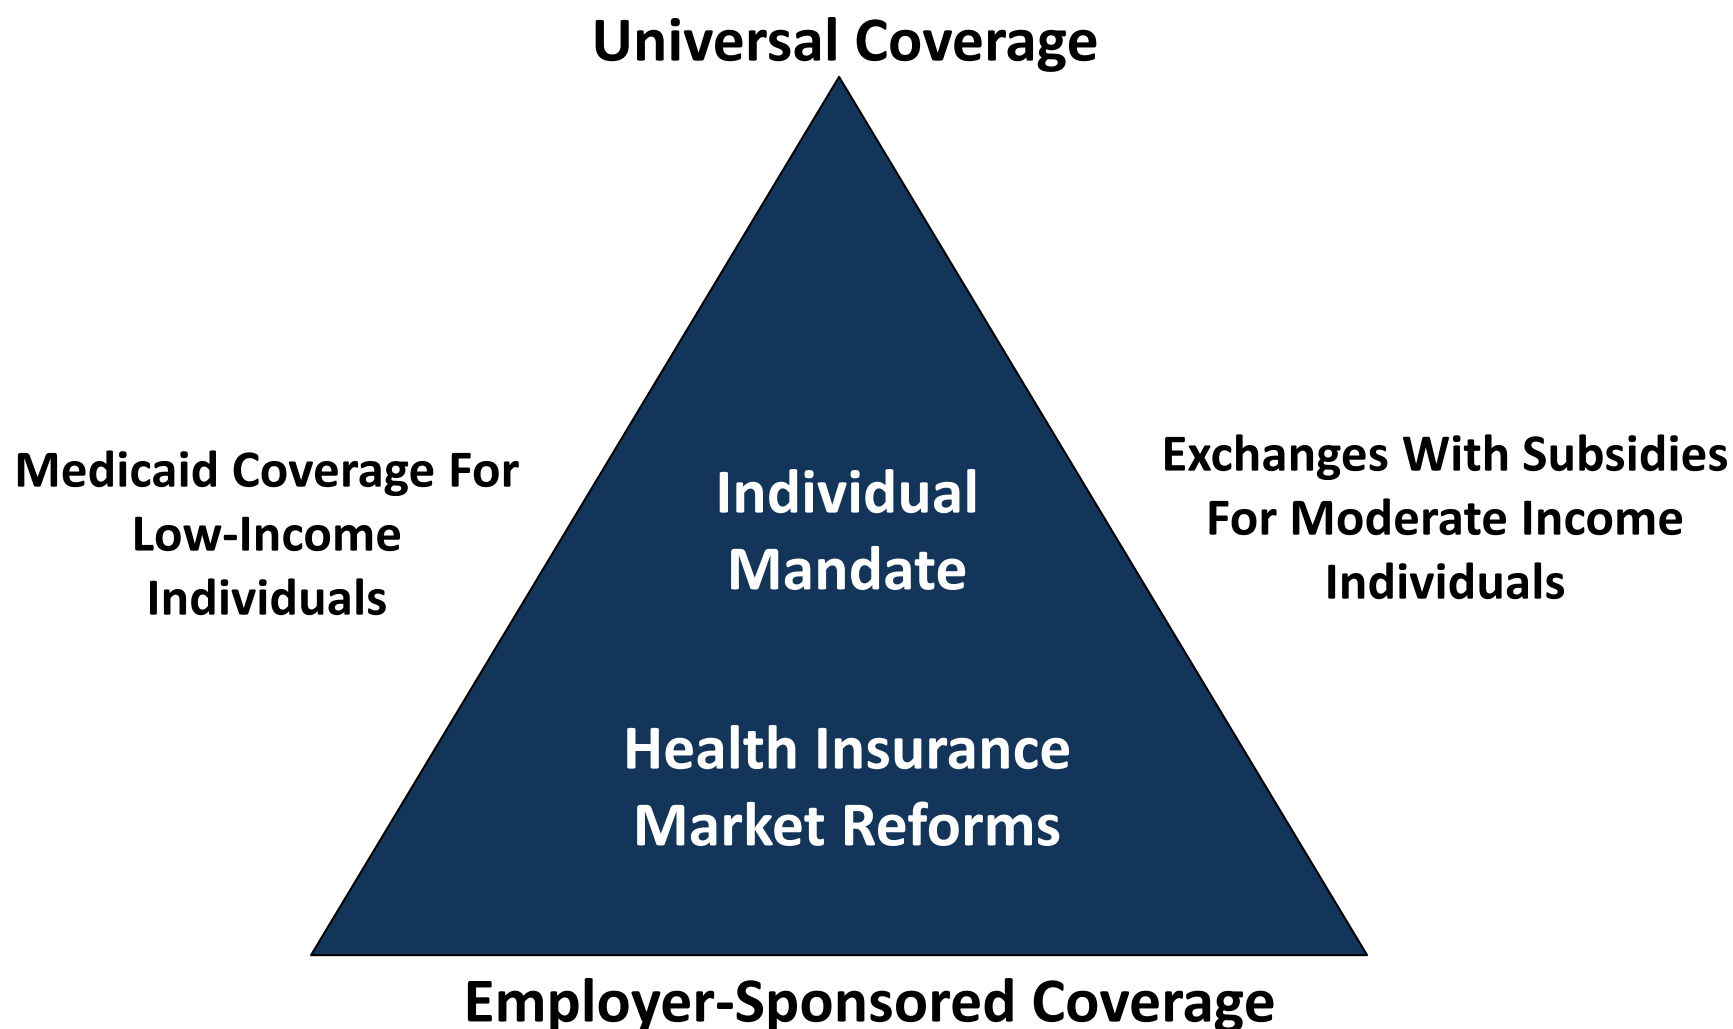 Universal Coverage
Medicaid Coverage For
Low-Income
Individuals
Individual
Mandate
Health Insurance
Market Reforms
Exchanges With Subsidies
For Moderate Income
Individuals
Employer-Sponsored Coverage